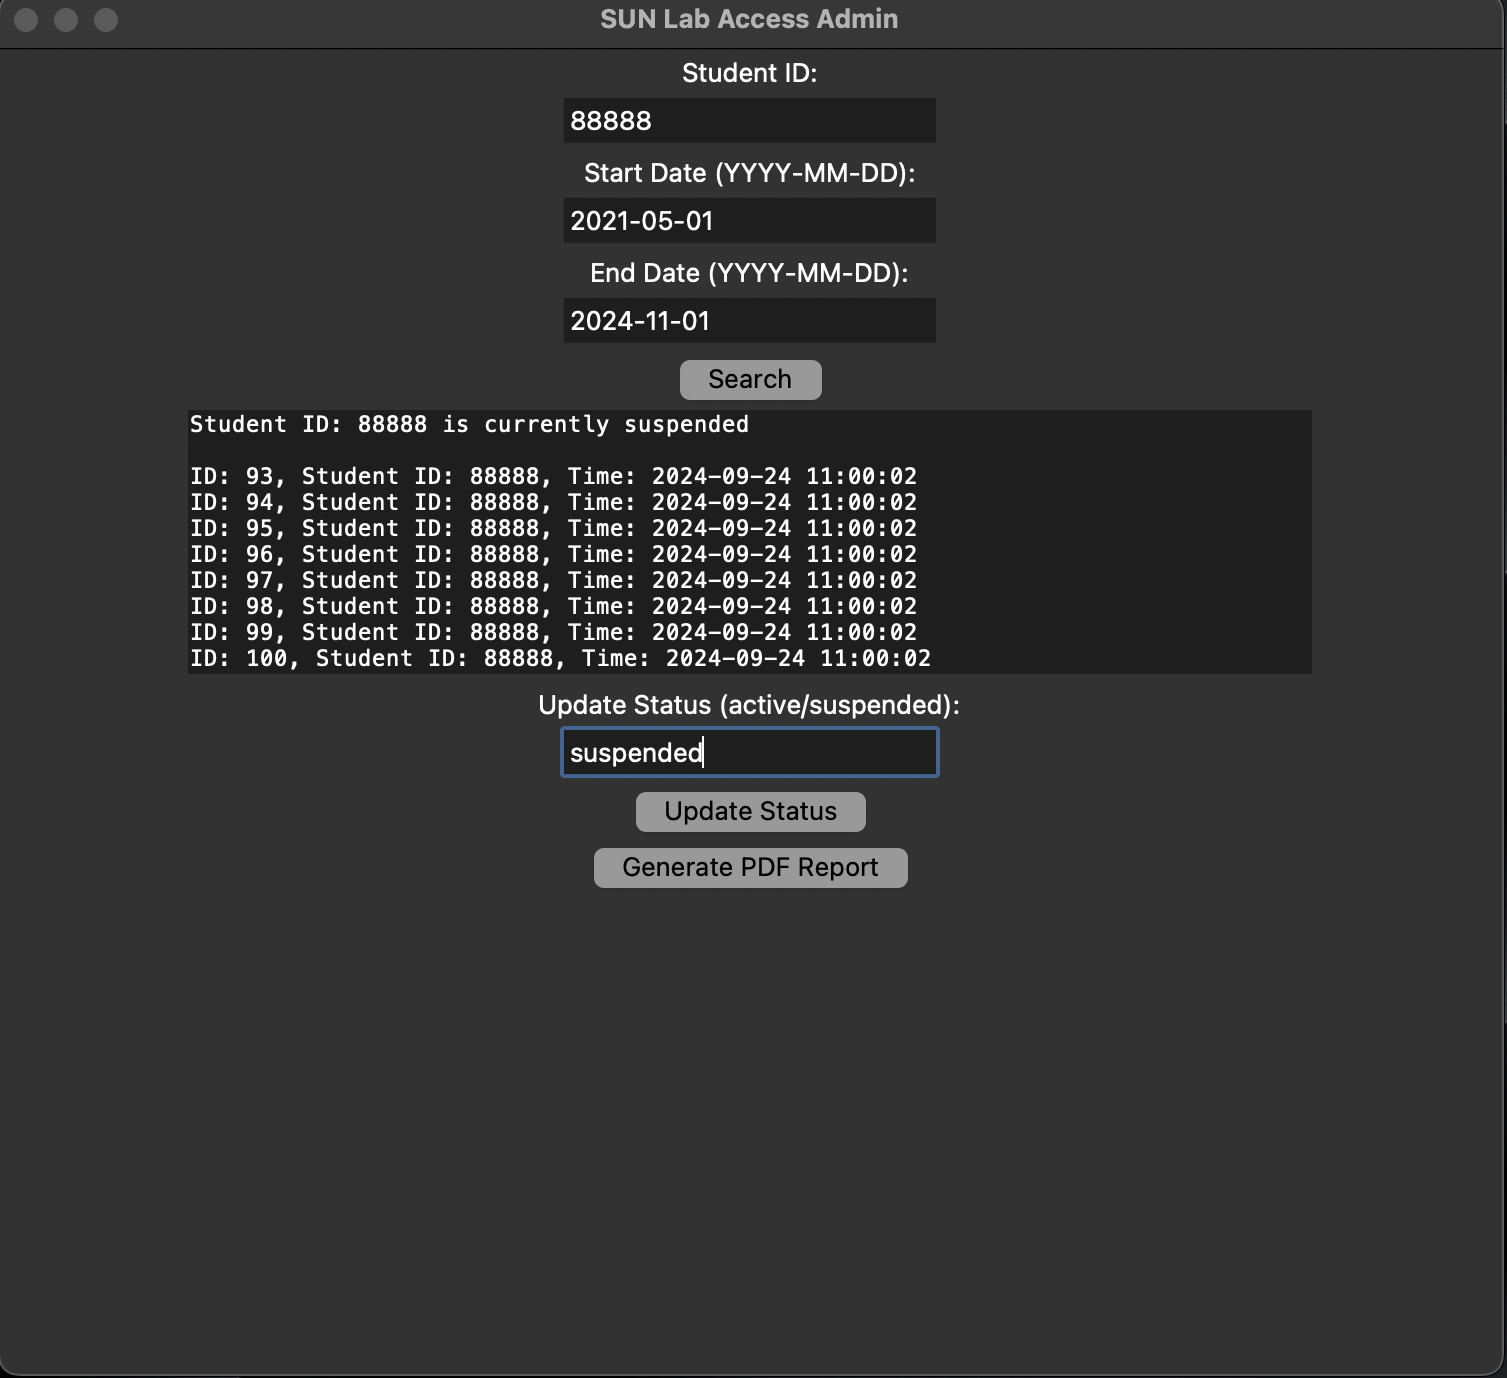 SUN Lab Access Admin
Student ID:
88888
Start Date (YYYY-MM-DD):
2021-05-01
End Date (YYYY-MM-DD):
2024-11-01
Search
Student ID: 88888 is currently suspended
ID: 93, Student ID: 88888, Time: 2024-09-24 11:00:02
ID: 94, Student ID: 88888, Time: 2024-09-24 11:00:02
ID: 95, Student ID: 88888, Time: 2024-09-24 11:00:02
ID: 96, Student ID: 88888, Time: 2024-09-24 11:00:02
ID: 97, Student ID: 88888, Time: 2024-09-24 11:00:02
ID: 98, Student ID: 88888, Time: 2024-09-24 11:00:02
ID: 99, Student ID: 88888, Time: 2024-09-24 11:00:02
ID: 100, Student ID: 88888, Time: 2024-09-24 11:00:02
Update Status (active/suspended):
suspended
Update Status
Generate PDF Report